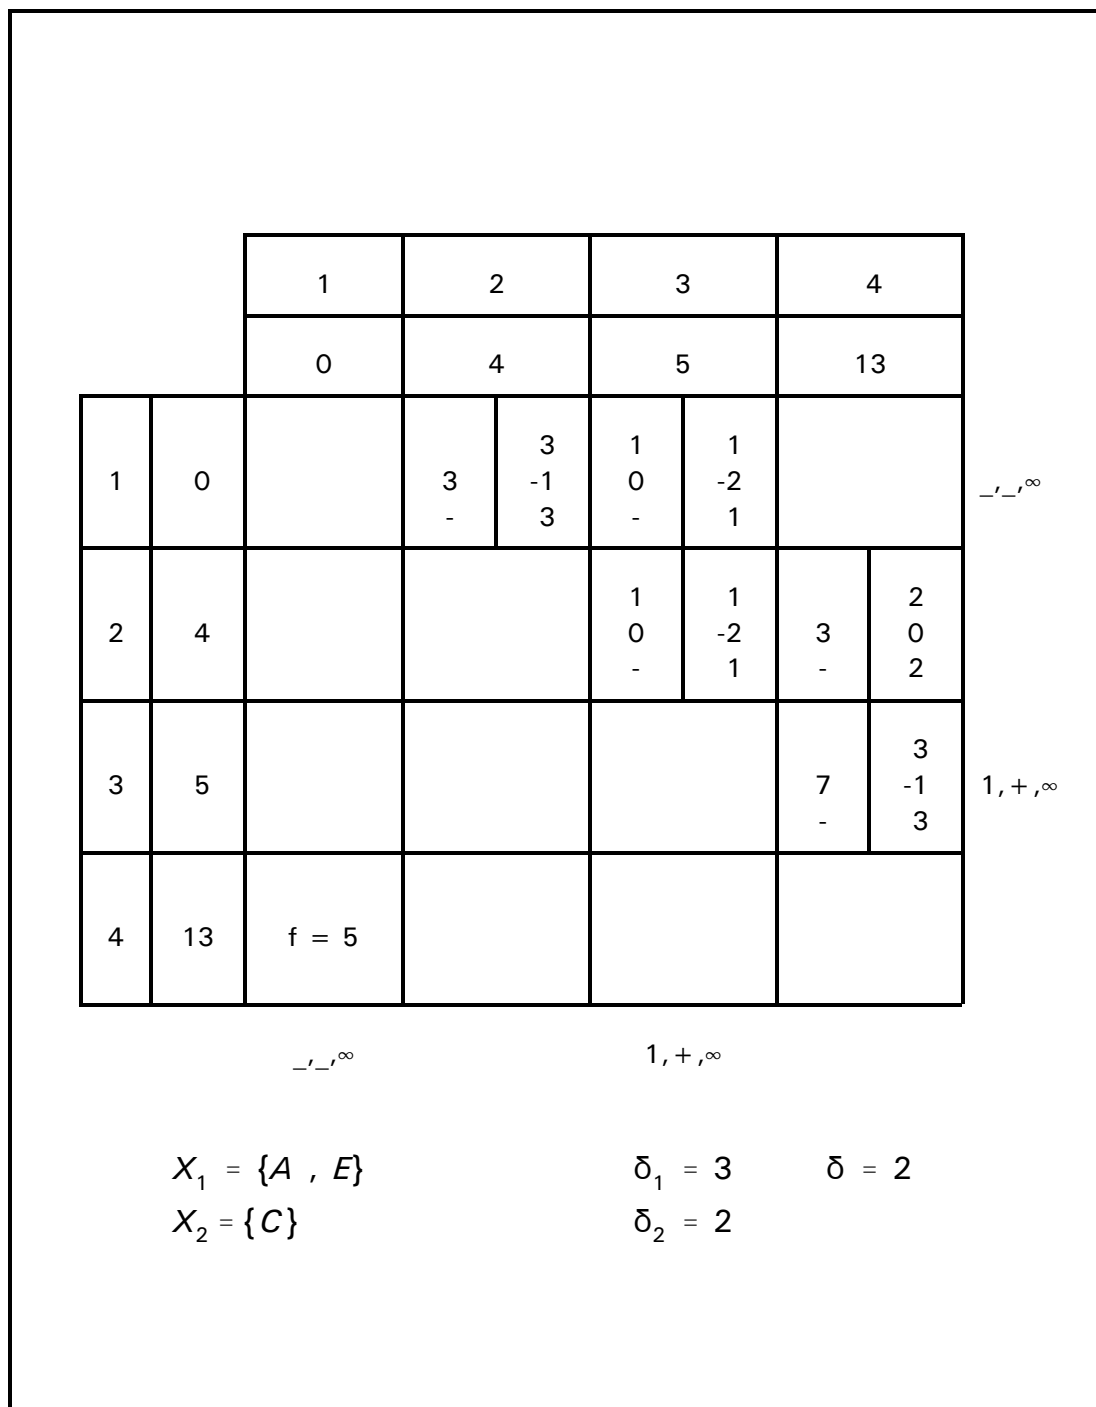 1 2 3 4
0 4 5 13
3 1 1
1 0 3 -1 0 -2 _,_,∞
- 3 - 1
1 1 2
2 4 0 -2 3 0
- 1 - 2
3
3 5 7 -1 1,+,∞
- 3
4 13 f = 5
_,_,∞ 1,+,∞
X1 = {A , E} δ1 = 3 δ = 2
X2 = {C} δ2 = 2